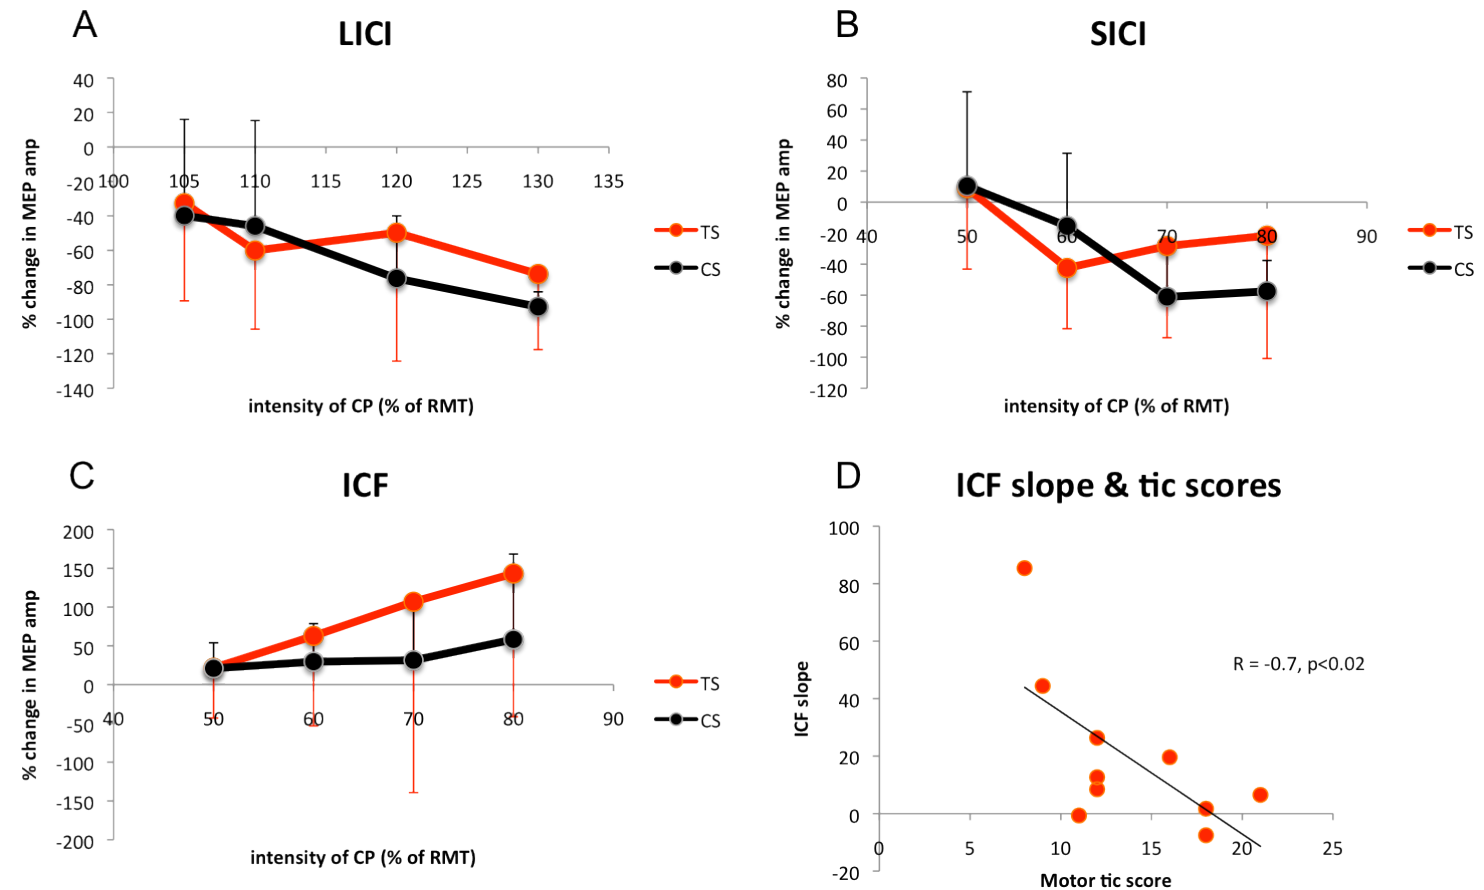 A
LICI
40
20
0
-20
-40
-60
-80
-100
-120
-140
100 105 110 115 120 125 130 135
% change in MEP amp
intensity of CP (% of RMT)
TS
CS
B
SICI
80
60
40
20
0
-20
-40
-60
-80
-100
-120
40 50 60 70 80 90
% change in MEP amp
intensity of CP (% of RMT)
TS
CS
C
ICF
200
150
100
50
0
-50
-100
-150
-200
40 50 60 70 80 90
% change in MEP amp
intensity of CP (% of RMT)
TS
CS
D
ICF slope & tic scores
100
80
60
40
20
0
-20
0 5 10 15 20 25
ICF slope
R = -0.7, p<0.02
Motor tic score